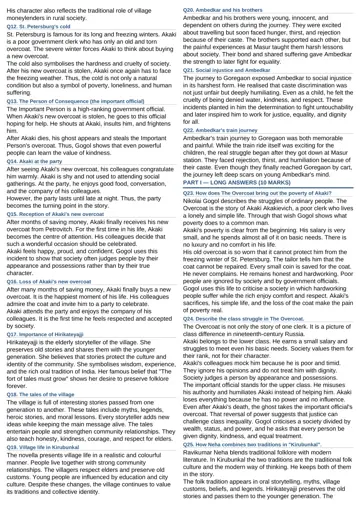 His character also reflects the traditional role of village
moneylenders in rural society.
Q12. St. Petersburg's cold
St. Petersburg is famous for its long and freezing winters. Akaki
is a poor government clerk who has only an old and torn
overcoat. The severe winter forces Akaki to think about buying
a new overcoat.
The cold also symbolises the hardness and cruelty of society.
After his new overcoat is stolen, Akaki once again has to face
the freezing weather. Thus, the cold is not only a natural
condition but also a symbol of poverty, loneliness, and human
suffering.
Q13. The Person of Consequence (the important official)
The Important Person is a high-ranking government official.
When Akaki's new overcoat is stolen, he goes to this official
hoping for help. He shouts at Akaki, insults him, and frightens
him.
After Akaki dies, his ghost appears and steals the Important
Person's overcoat. Thus, Gogol shows that even powerful
people can learn the value of kindness.
Q14. Akaki at the party
After seeing Akaki's new overcoat, his colleagues congratulate
him warmly. Akaki is shy and not used to attending social
gatherings. At the party, he enjoys good food, conversation,
and the company of his colleagues.
However, the party lasts until late at night. Thus, the party
becomes the turning point in the story.
Q15. Reception of Akaki's new overcoat
After months of saving money, Akaki finally receives his new
overcoat from Petrovich. For the first time in his life, Akaki
becomes the centre of attention. His colleagues decide that
such a wonderful occasion should be celebrated.
Akaki feels happy, proud, and confident. Gogol uses this
incident to show that society often judges people by their
appearance and possessions rather than by their true
character.
Q16. Loss of Akaki's new overcoat
After many months of saving money, Akaki finally buys a new
overcoat. It is the happiest moment of his life. His colleagues
admire the coat and invite him to a party to celebrate.
Akaki attends the party and enjoys the company of his
colleagues. It is the first time he feels respected and accepted
by society.
Q17. Importance of Hirikateyajji
Hirikateyajji is the elderly storyteller of the village. She
preserves old stories and shares them with the younger
generation. She believes that stories protect the culture and
identity of the community. She symbolises wisdom, experience,
and the rich oral tradition of India. Her famous belief that "The
fort of tales must grow" shows her desire to preserve folklore
forever.
Q18. The tales of the village
The village is full of interesting stories passed from one
generation to another. These tales include myths, legends,
heroic stories, and moral lessons. Every storyteller adds new
ideas while keeping the main message alive. The tales
entertain people and strengthen community relationships. They
also teach honesty, kindness, courage, and respect for elders.
Q19. Village life in Kirubunkal
The novella presents village life in a realistic and colourful
manner. People live together with strong community
relationships. The villagers respect elders and preserve old
customs. Young people are influenced by education and city
culture. Despite these changes, the village continues to value
its traditions and collective identity.
Q20. Ambedkar and his brothers
Ambedkar and his brothers were young, innocent, and
dependent on others during the journey. They were excited
about travelling but soon faced hunger, thirst, and rejection
because of their caste. The brothers supported each other, but
the painful experiences at Masur taught them harsh lessons
about society. Their bond and shared suffering gave Ambedkar
the strength to later fight for equality.
Q21. Social injustice and Ambedkar
The journey to Goregaon exposed Ambedkar to social injustice
in its harshest form. He realised that caste discrimination was
not just unfair but deeply humiliating. Even as a child, he felt the
cruelty of being denied water, kindness, and respect. These
incidents planted in him the determination to fight untouchability
and later inspired him to work for justice, equality, and dignity
for all.
Q22. Ambedkar's train journey
Ambedkar's train journey to Goregaon was both memorable
and painful. While the train ride itself was exciting for the
children, the real struggle began after they got down at Masur
station. They faced rejection, thirst, and humiliation because of
their caste. Even though they finally reached Goregaon by cart,
the journey left deep scars on young Ambedkar's mind.
PART I — LONG ANSWERS (10 MARKS)
Q23. How does The Overcoat bring out the poverty of Akaki?
Nikolai Gogol describes the struggles of ordinary people. The
Overcoat is the story of Akaki Akakievich, a poor clerk who lives
a lonely and simple life. Through that wish Gogol shows what
poverty does to a common man.
Akaki's poverty is clear from the beginning. His salary is very
small, and he spends almost all of it on basic needs. There is
no luxury and no comfort in his life.
His old overcoat is so worn that it cannot protect him from the
freezing winter of St. Petersburg. The tailor tells him that the
coat cannot be repaired. Every small coin is saved for the coat.
He never complains. He remains honest and hardworking. Poor
people are ignored by society and by government officials.
Gogol uses this life to criticise a society in which hardworking
people suffer while the rich enjoy comfort and respect. Akaki's
sacrifices, his simple life, and the loss of the coat make the pain
of poverty real.
Q24. Describe the class struggle in The Overcoat.
The Overcoat is not only the story of one clerk. It is a picture of
class difference in nineteenth-century Russia.
Akaki belongs to the lower class. He earns a small salary and
struggles to meet even his basic needs. Society values him for
their rank, not for their character.
Akaki's colleagues mock him because he is poor and timid.
They ignore his opinions and do not treat him with dignity.
Society judges a person by appearance and possessions.
The important official stands for the upper class. He misuses
his authority and humiliates Akaki instead of helping him. Akaki
loses everything because he has no power and no money.
Even after Akaki's death, the ghost takes the important official's
overcoat. That reversal of power suggests that justice can
challenge class inequality. Gogol criticises a society divided by
wealth, status, and power, and he asks that every person be
given dignity, kindness, and equal treatment.
Q25. How Neha blends two traditions in "Kirubunkal".
Ravikumar Neha blended traditional folklore with modern
literature. In Kirubunkal the two traditions are the traditional folk
culture and the modern way of thinking. He keeps both of them
in the story.
The folk tradition appears in oral storytelling, myths, village
customs, beliefs, and legends. Hirikateyajji preserves the old
stories and passes them to the younger generation. The